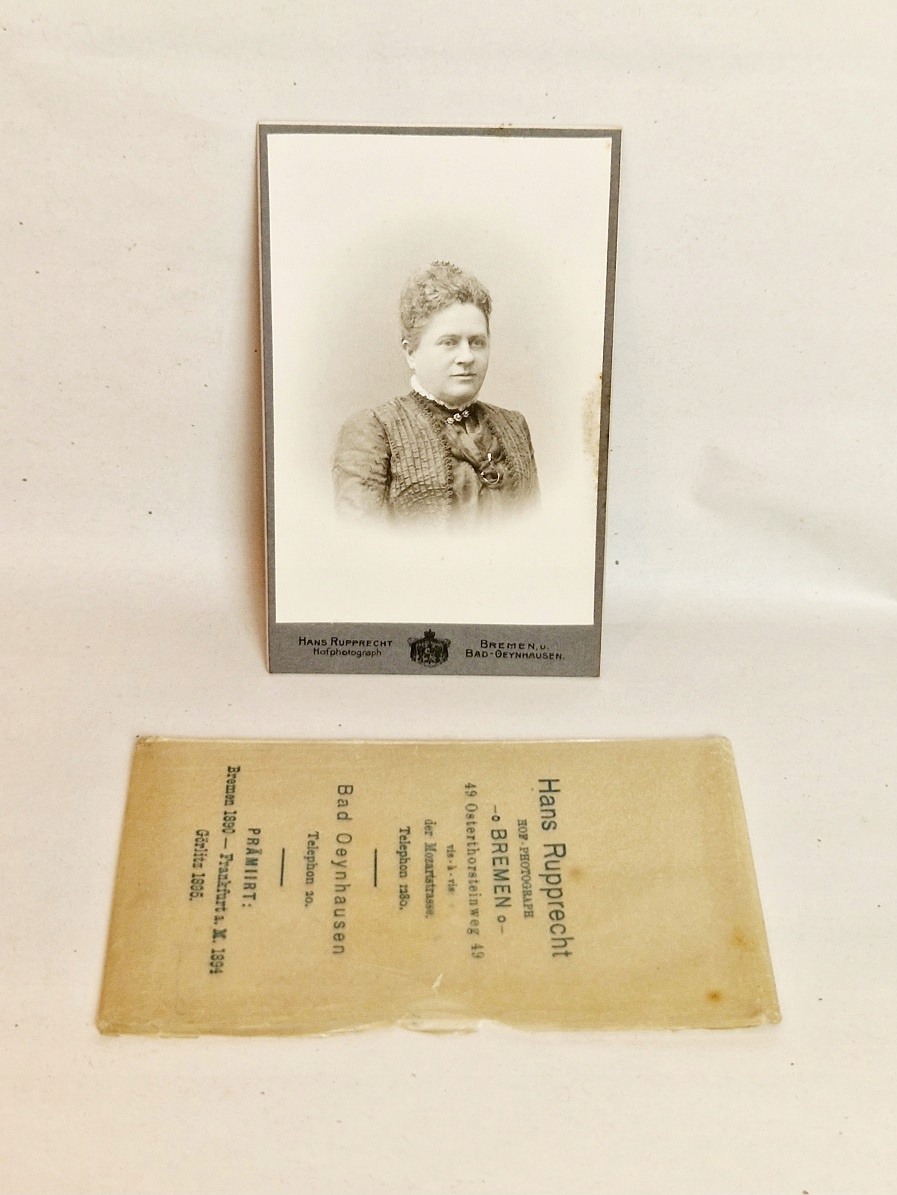 HANS RUPPRECHT
Hofphotograph
BREMEN, u.
BAD-OEYNHAUSEN.
Hans Rupprecht
HOF-PHOTOGRAPH
—o BREMEN o—
49 Osterthorsteinweg 49
vis-à-vis
der Mozartstrasse.
Telephon 1280.
Bad Oeynhausen
Telephon 20.
PRÄMIIRT:
Bremen 1890 — Frankfurt a. M. 1894
Görlitz 1895.